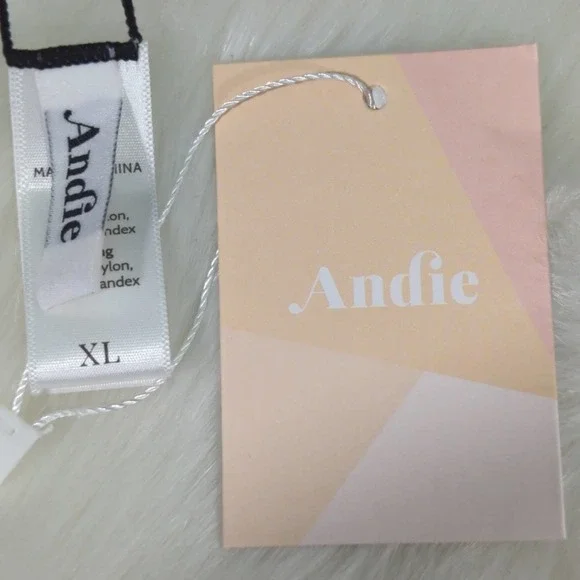 Andie
MA INA
on,
ndex
g
ylon,
andex
XL
Andie